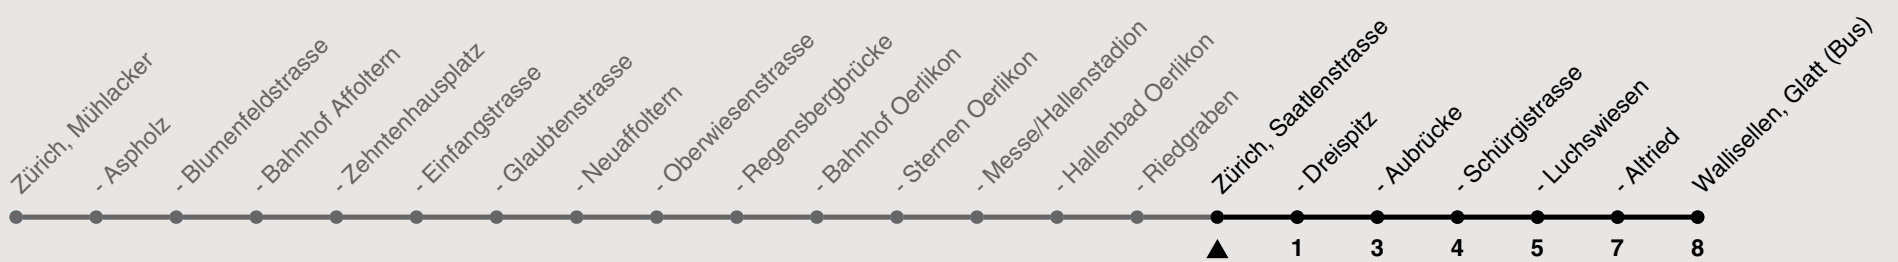 Zürich, Mühlacker
- Aspholz
- Blumenfeldstrasse
- Bahnhof Affoltern
- Zehntenhausplatz
- Einfangstrasse
- Glaubtenstrasse
- Neuaffoltern
- Oberwiesenstrasse
- Regensbergbrücke
- Bahnhof Oerlikon
- Sternen Oerlikon
- Messe/Hallenstadion
- Hallenbad Oerlikon
- Riedgraben
Zürich, Saatlenstrasse
- Dreispitz
- Aubrücke
- Schürgistrasse
- Luchswiesen
- Altried
Wallisellen, Glatt (Bus)
1 3 4 5 7 8